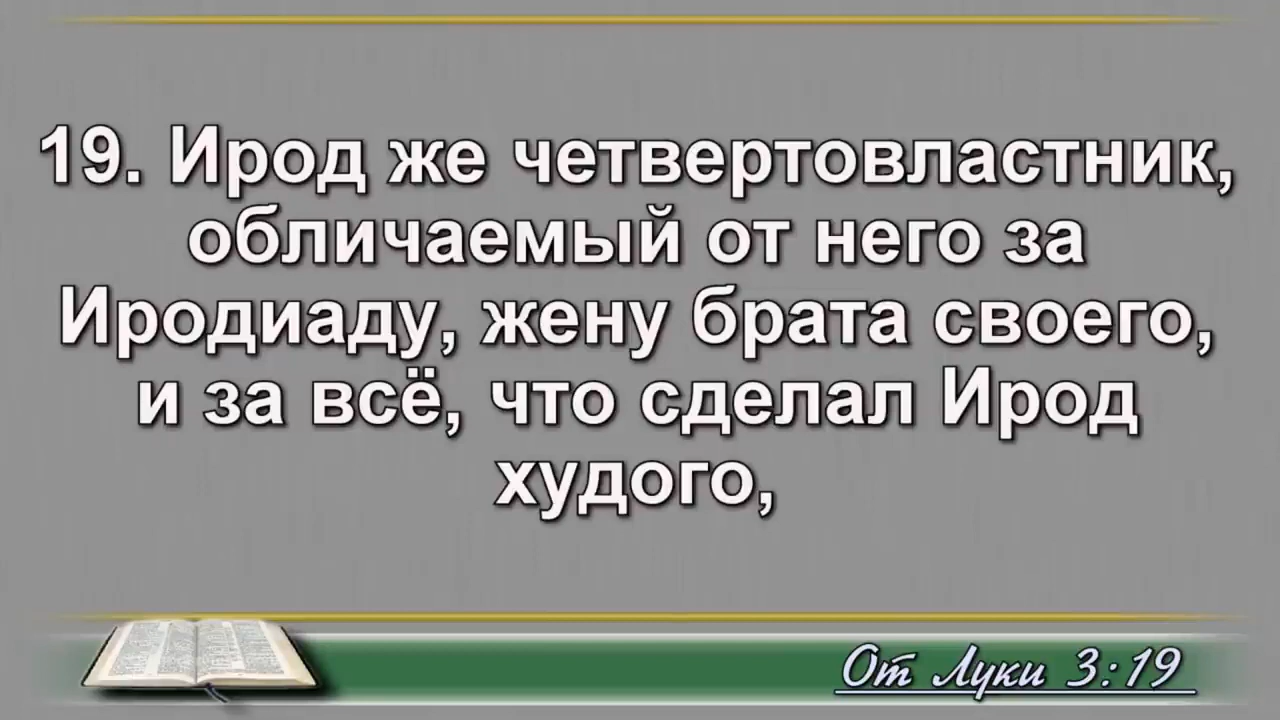 19. Ирод же четвертовластник,
обличаемый от него за
Иродиаду, жену брата своего,
и за всё, что сделал Ирод
худого,
От Луки 3:19